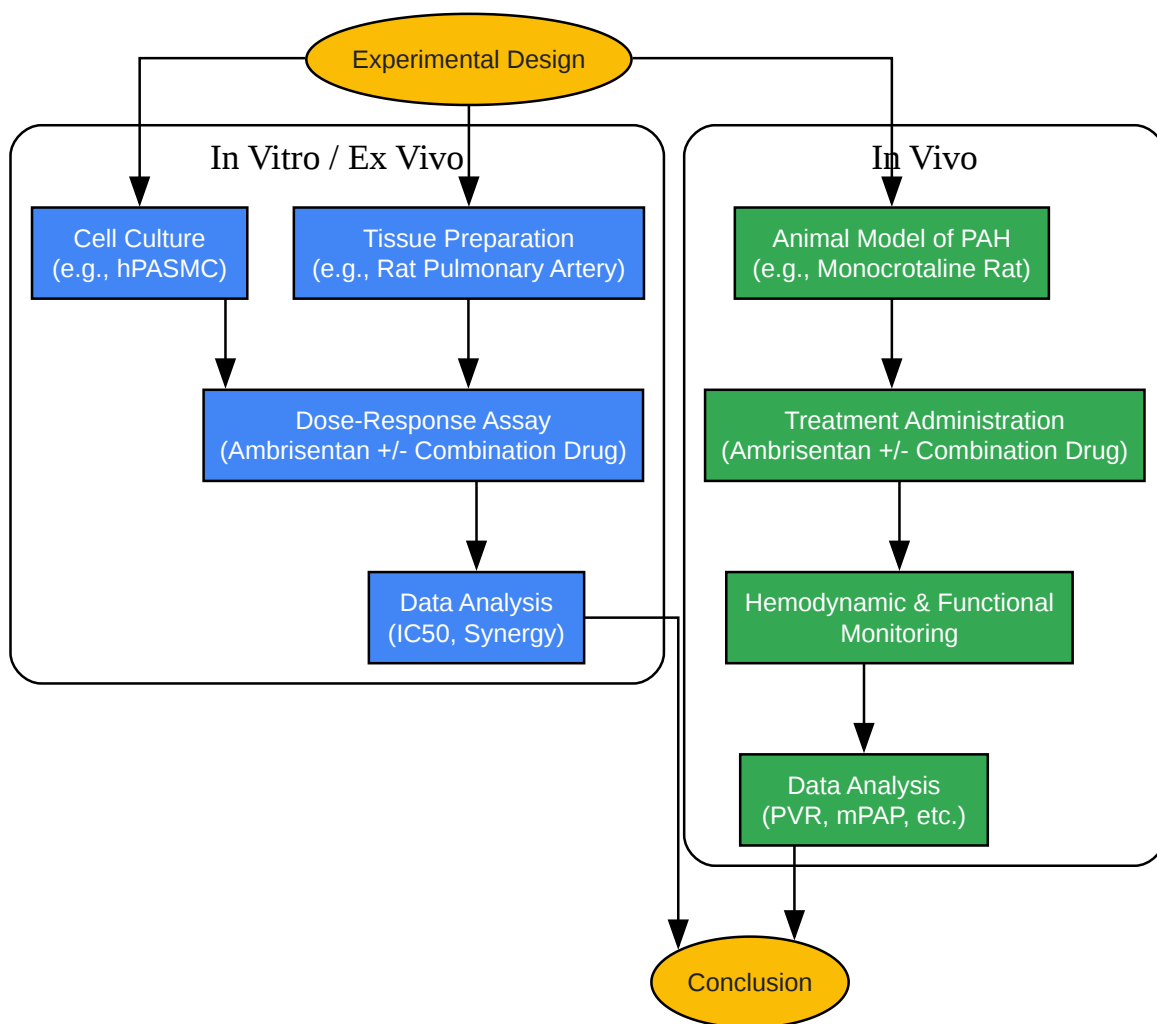 Experimental Design
In Vitro / Ex Vivo
In Vivo
Cell Culture
(e.g., hPASMC)
Tissue Preparation
(e.g., Rat Pulmonary Artery)
Animal Model of PAH
(e.g., Monocrotaline Rat)
Dose-Response Assay
(Ambrisentan +/- Combination Drug)
Treatment Administration
(Ambrisentan +/- Combination Drug)
Data Analysis
(IC50, Synergy)
Hemodynamic & Functional
Monitoring
Data Analysis
(PVR, mPAP, etc.)
Conclusion